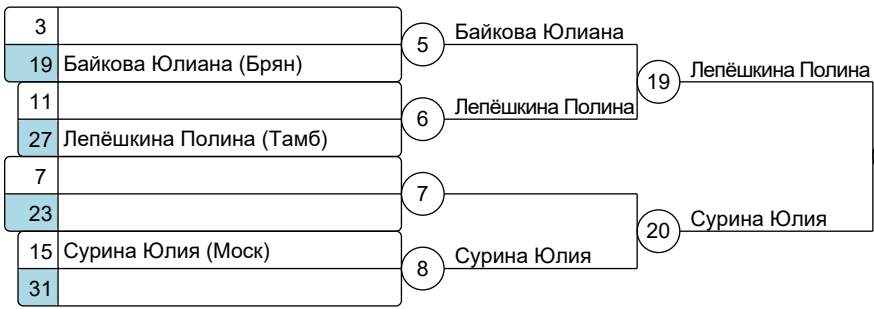 3
19 Байкова Юлиана (Брян)
11
27 Лепёшкина Полина (Тамб)
7
23
15 Сурина Юлия (Моск)
31
5 Байкова Юлиана
6 Лепёшкина Полина
7
8 Сурина Юлия
19 Лепёшкина Полина
20 Сурина Юлия